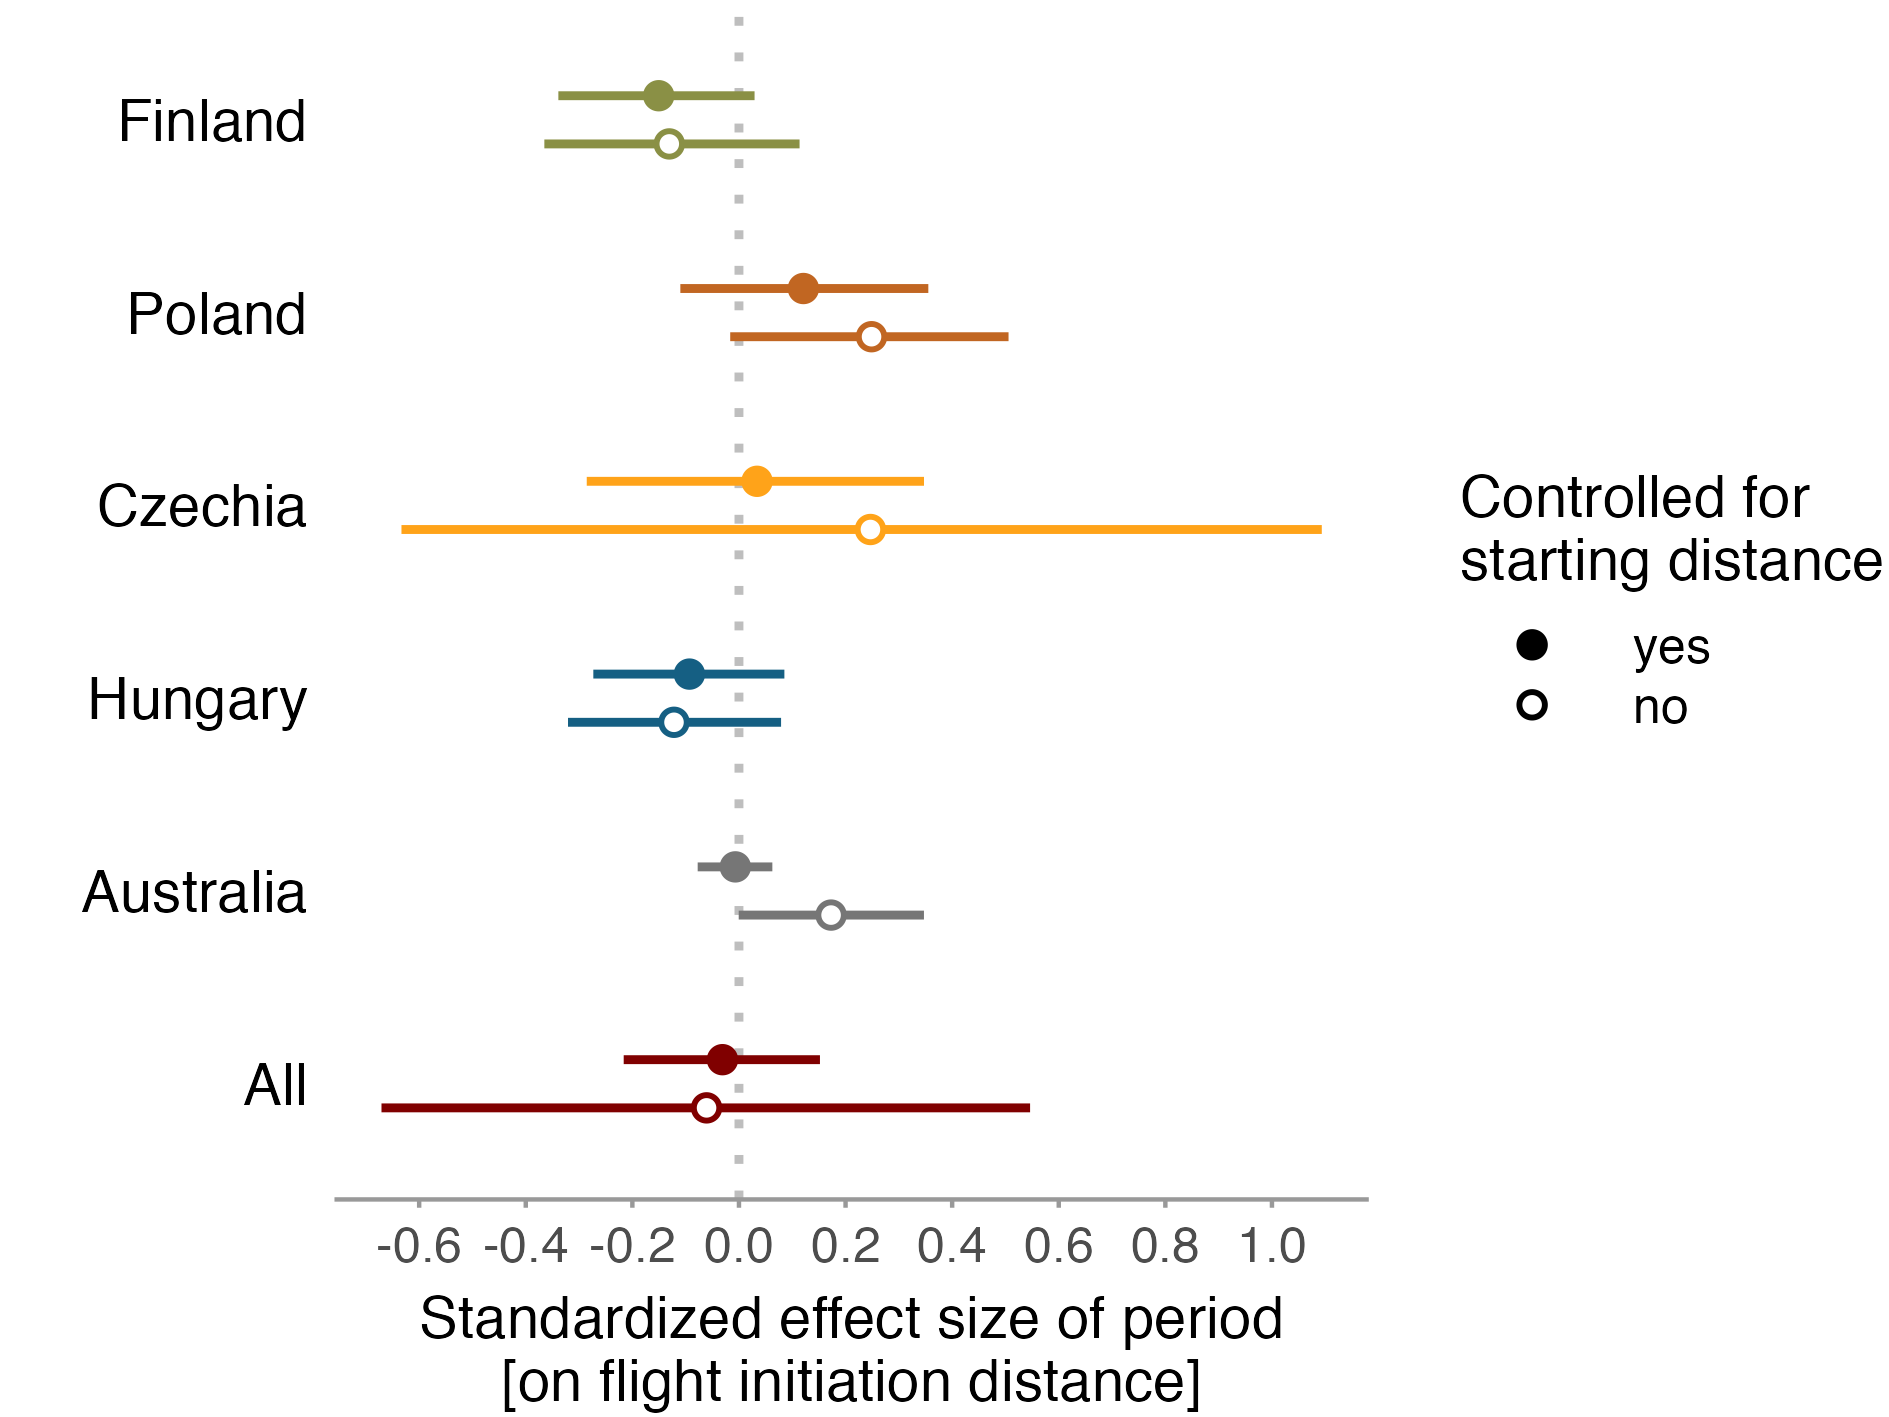 Finland
Poland
Czechia
Hungary
Australia
All
Controlled for
starting distance
yes
no
-0.6 -0.4 -0.2 0.0 0.2 0.4 0.6 0.8 1.0
Standardized effect size of period
[on flight initiation distance]